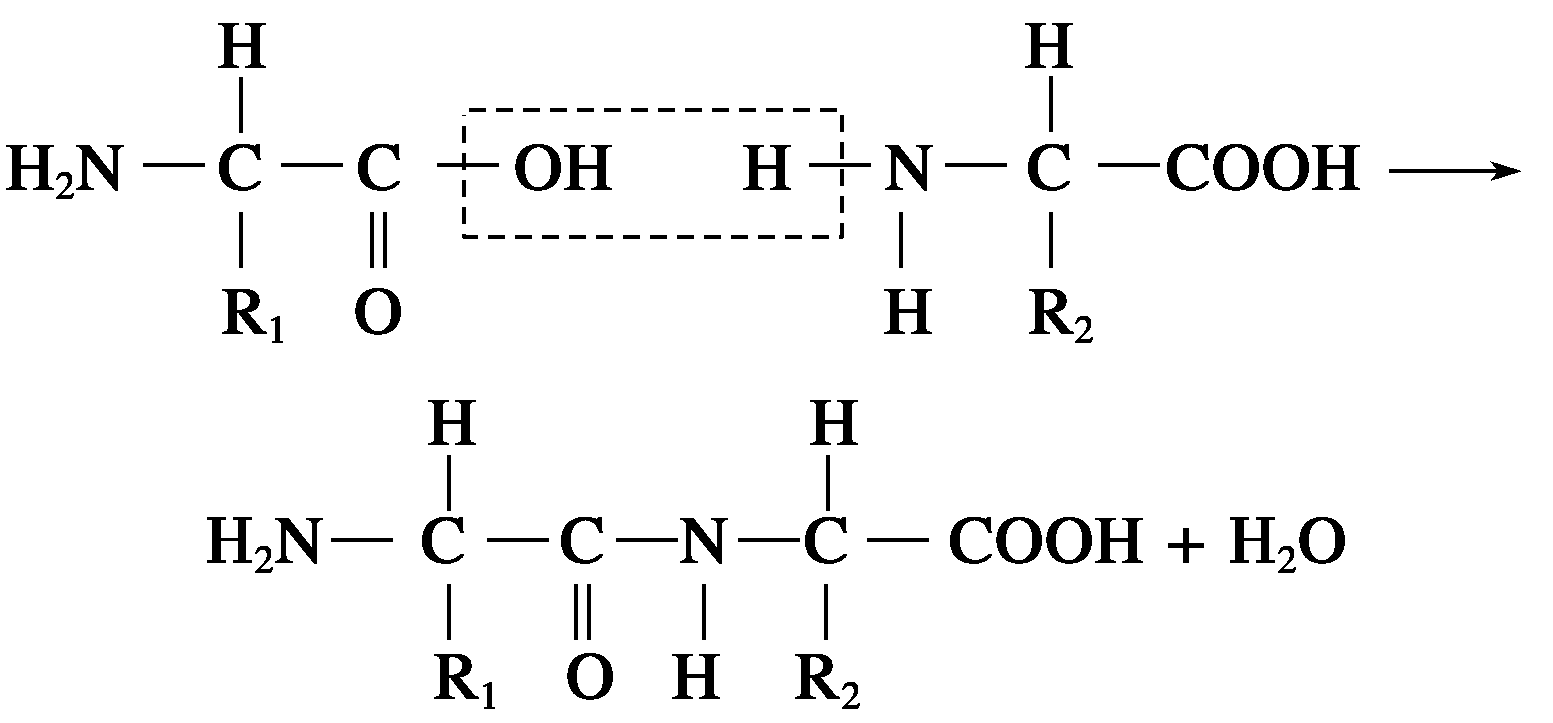 H H
H₂N — C — C — OH H — N — C — COOH ⟶
R₁ O H R₂
H H
H₂N — C — C — N — C — COOH + H₂O
R₁ O H R₂